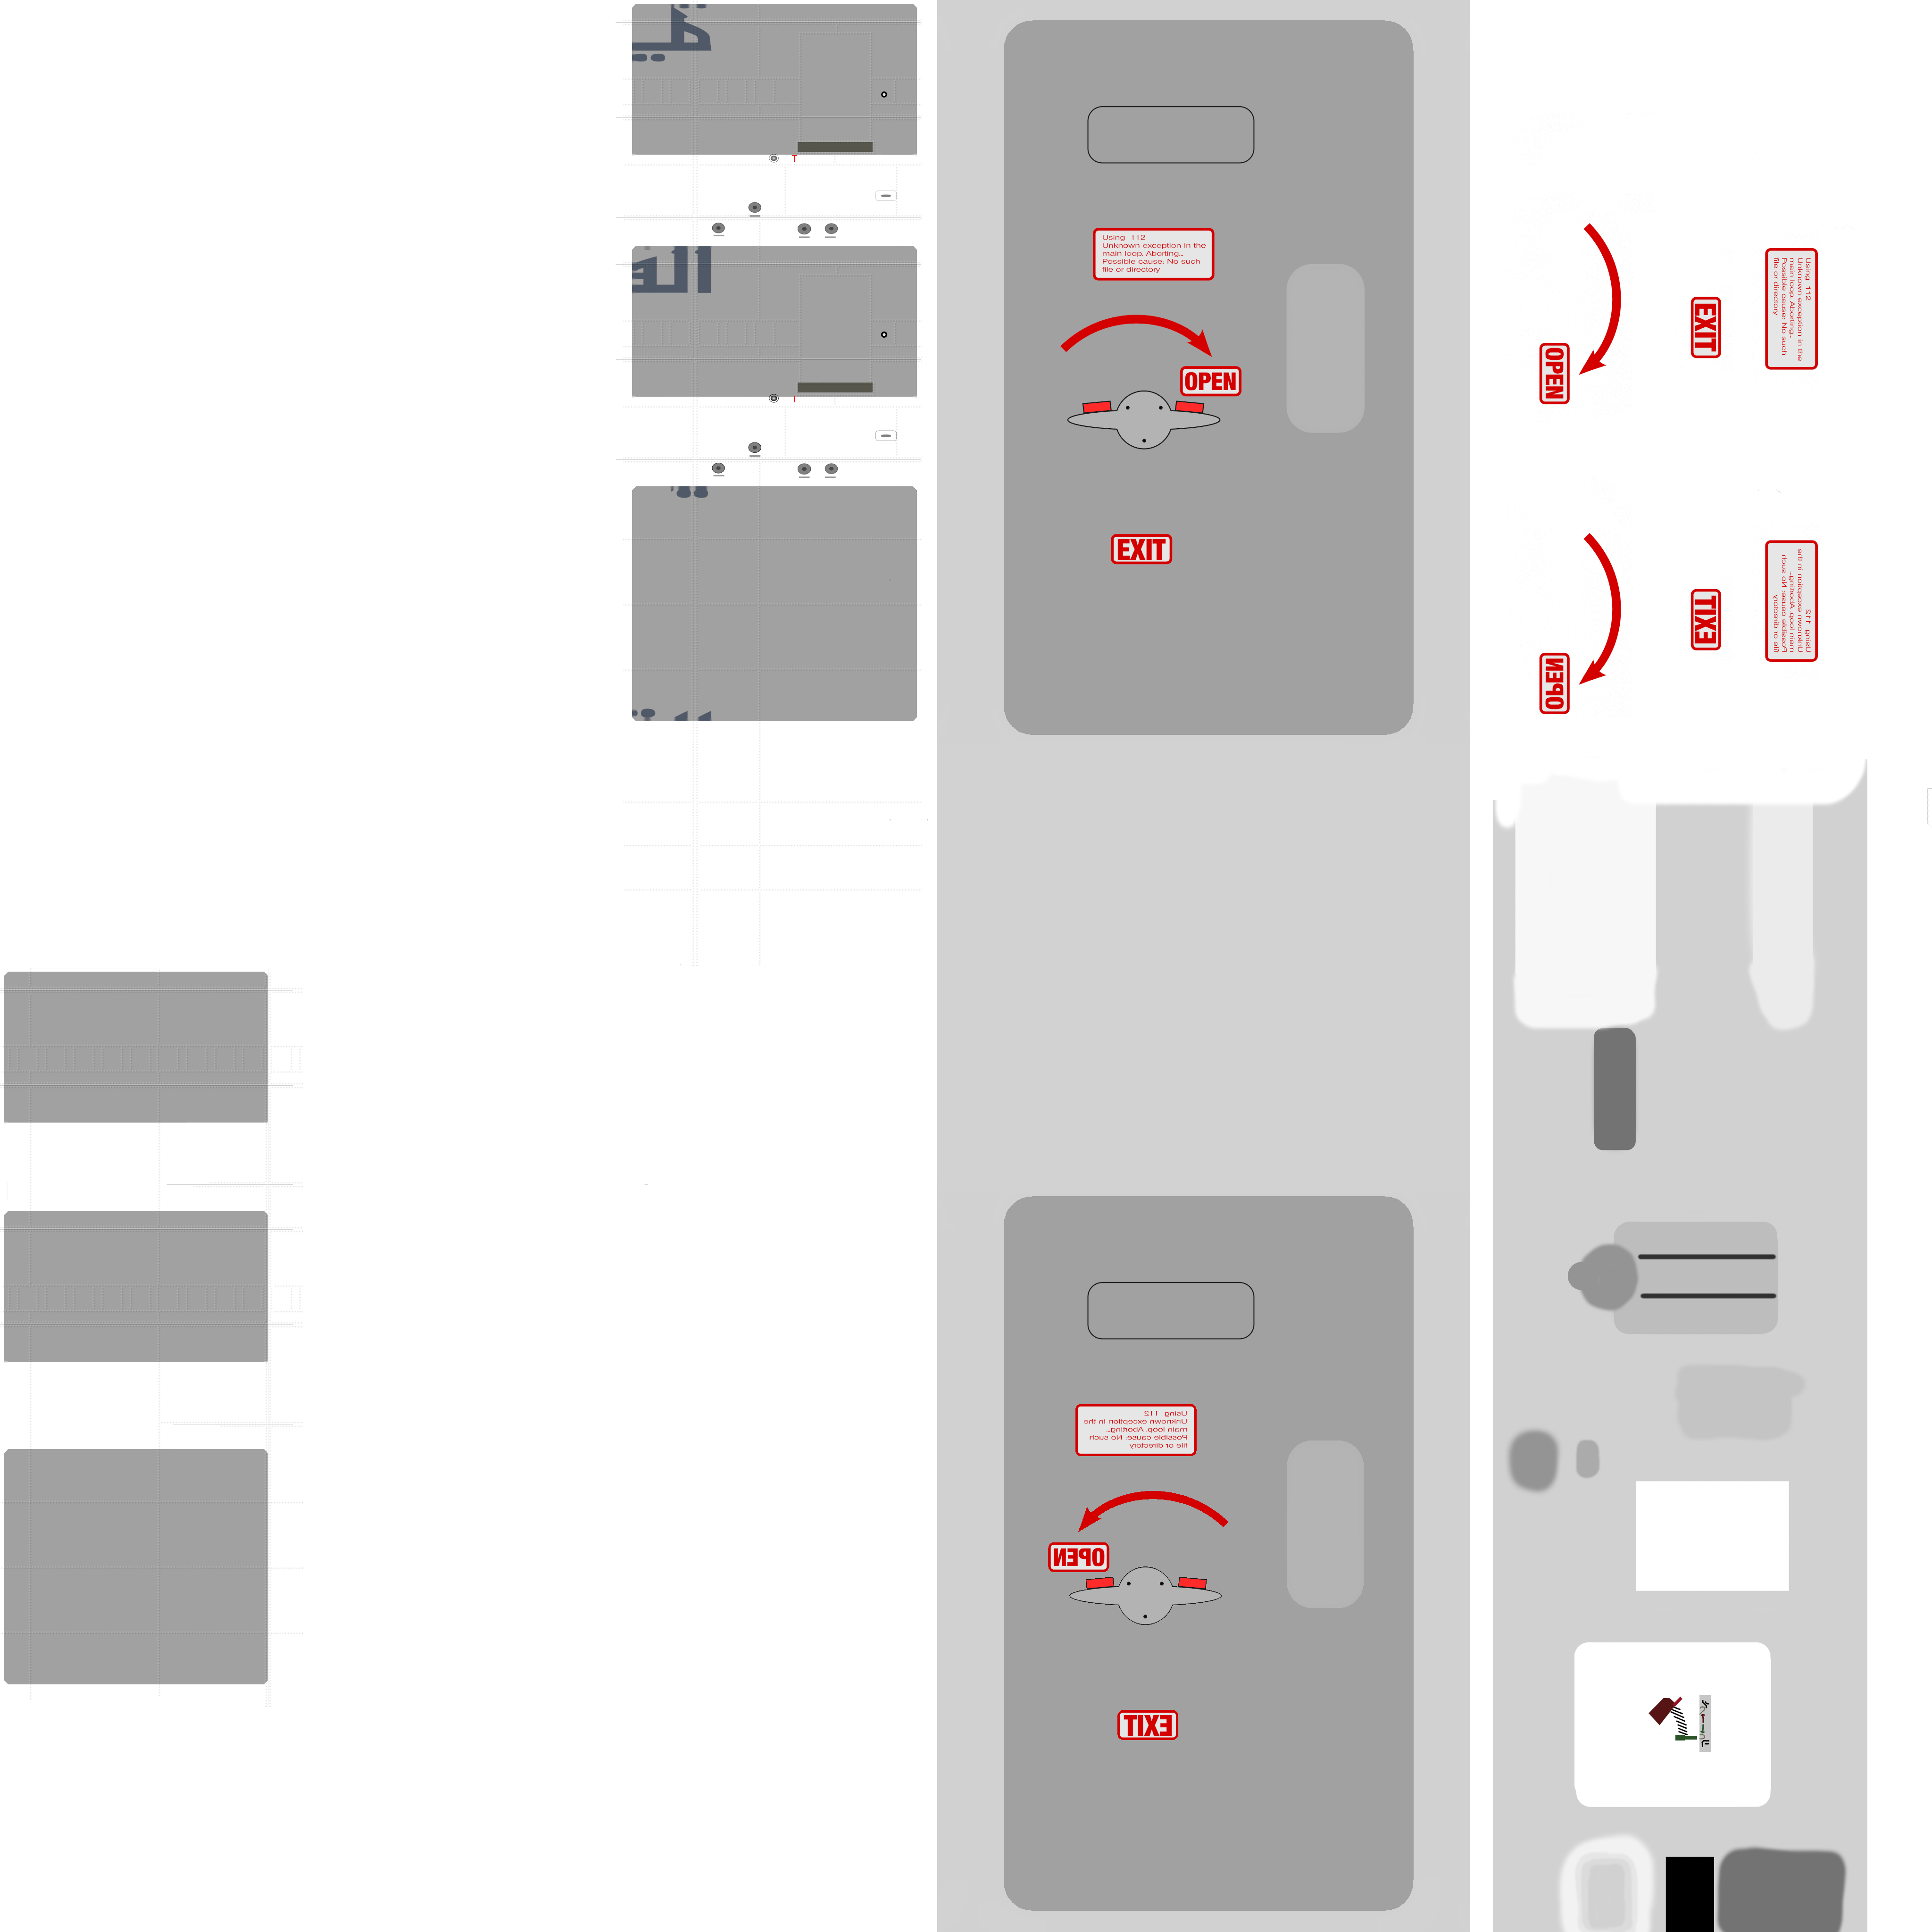 Using 112
Unknown exception in the
main loop. Aborting...
Possible cause: No such
file or directory
OPEN
EXIT
Using 112
Unknown exception in the
main loop. Aborting...
Possible cause: No such
file or directory
EXIT
OPEN
Using 112
Unknown exception in the
main loop. Aborting...
Possible cause: No such
file or directory
EXIT
OPEN
Using 112
Unknown exception in the
main loop. Aborting...
Possible cause: No such
file or directory
OPEN
EXIT